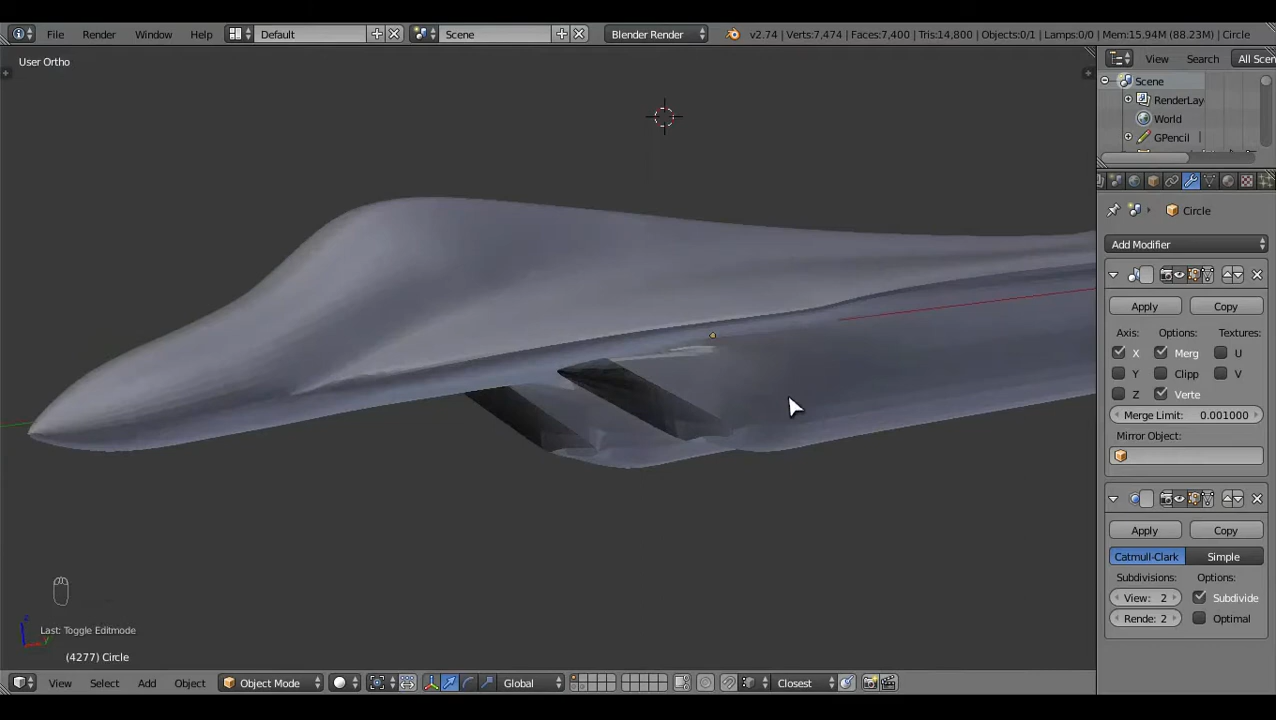 File Render Window Help Default Scene Blender Render v2.74 | Verts:7,474 | Faces:7,400 | Tris:14,800 | Objects:0/1 | Lamps:0/0 | Mem:15.94M (88.23M) | Circle
User Ortho
View Search All Scen
Scene
RenderLay
World
GPencil
Circle
Add Modifier
Apply Copy
Axis: Options: Textures:
X Merg U
Y Clipp V
Z Verte
Merge Limit: 0.001000
Mirror Object:
Apply Copy
Catmull-Clark Simple
Subdivisions: Options:
View: 2 Subdivide
Rende: 2 Optimal
z
y
Last: Toggle Editmode
(4277) Circle
View Select Add Object Object Mode Global Closest